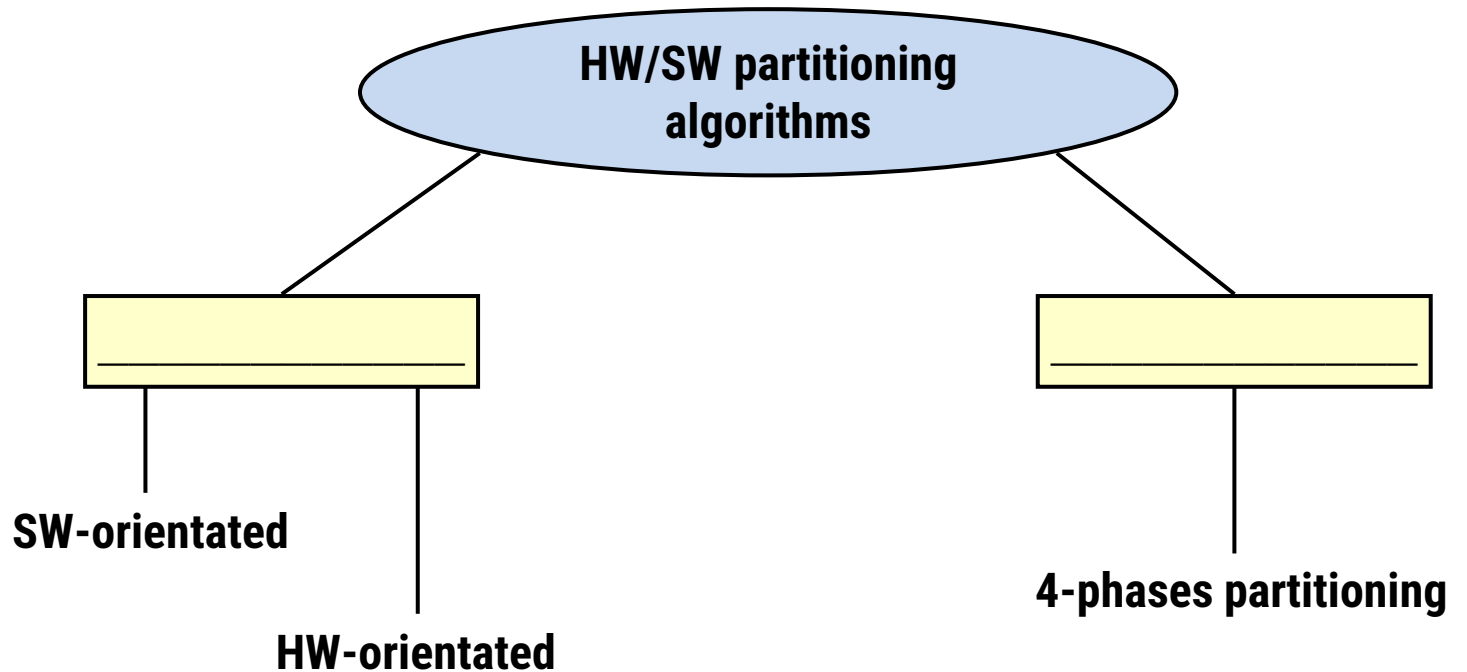 HW/SW partitioning
algorithms
SW-orientated
HW-orientated
4-phases partitioning